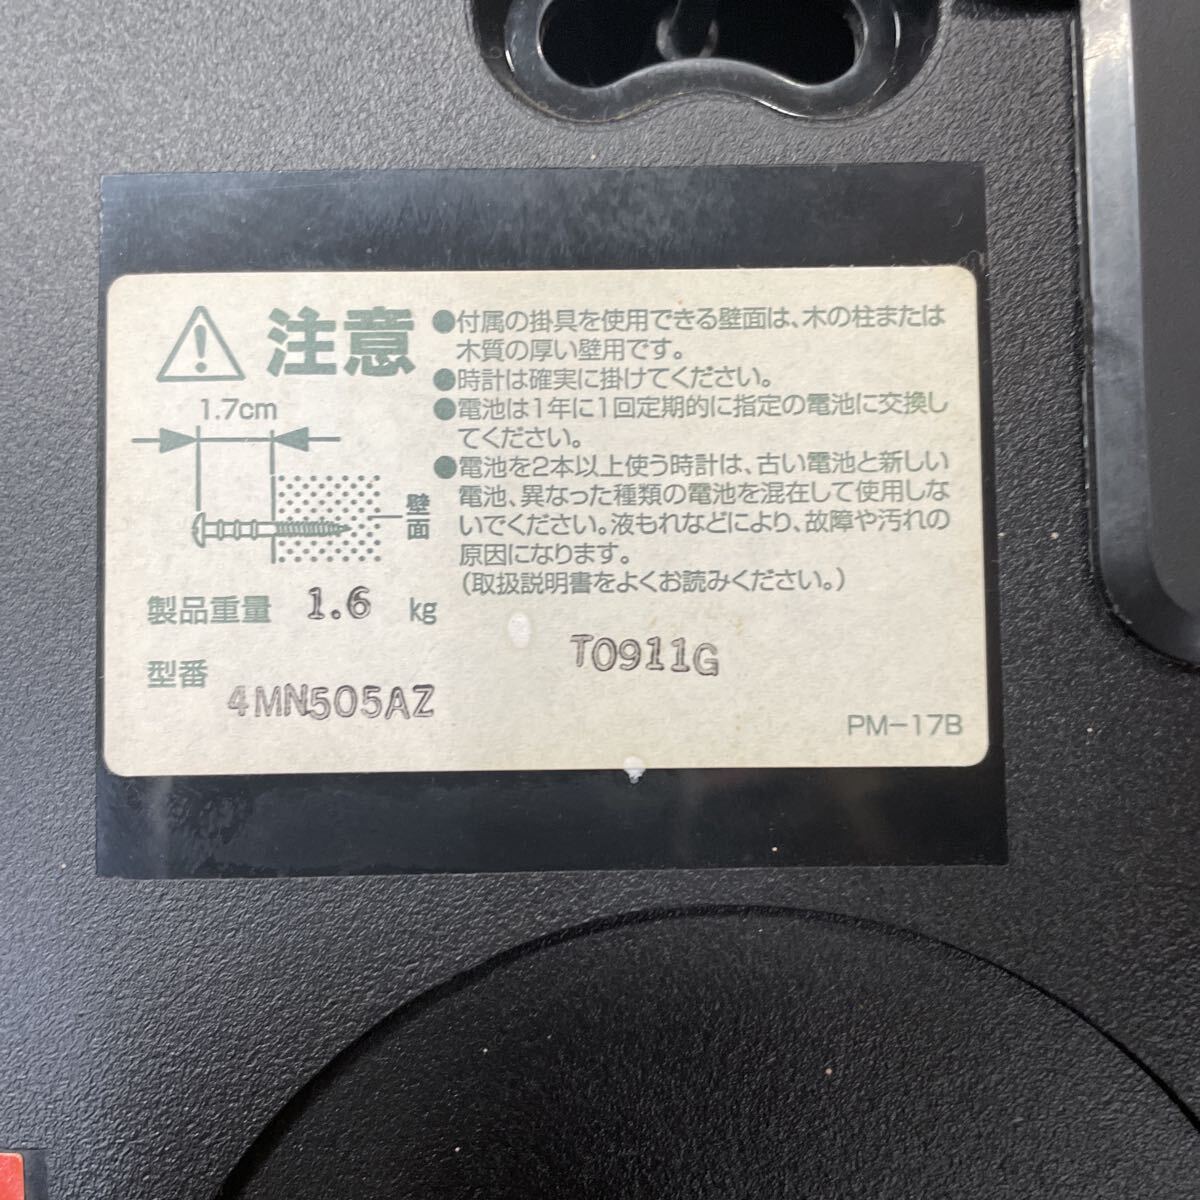 注意
1.7cm
壁面
製品重量 1.6 kg
型番
4MN505AZ
●付属の掛具を使用できる壁面は、木の柱または
木質の厚い壁用です。
●時計は確実に掛けてください。
●電池は1年に1回定期的に指定の電池に交換し
てください。
●電池を2本以上使う時計は、古い電池と新しい
電池、異なった種類の電池を混在して使用しな
いでください。液もれなどにより、故障や汚れの
原因になります。
(取扱説明書をよくお読みください。)
T0911G
PM-17B